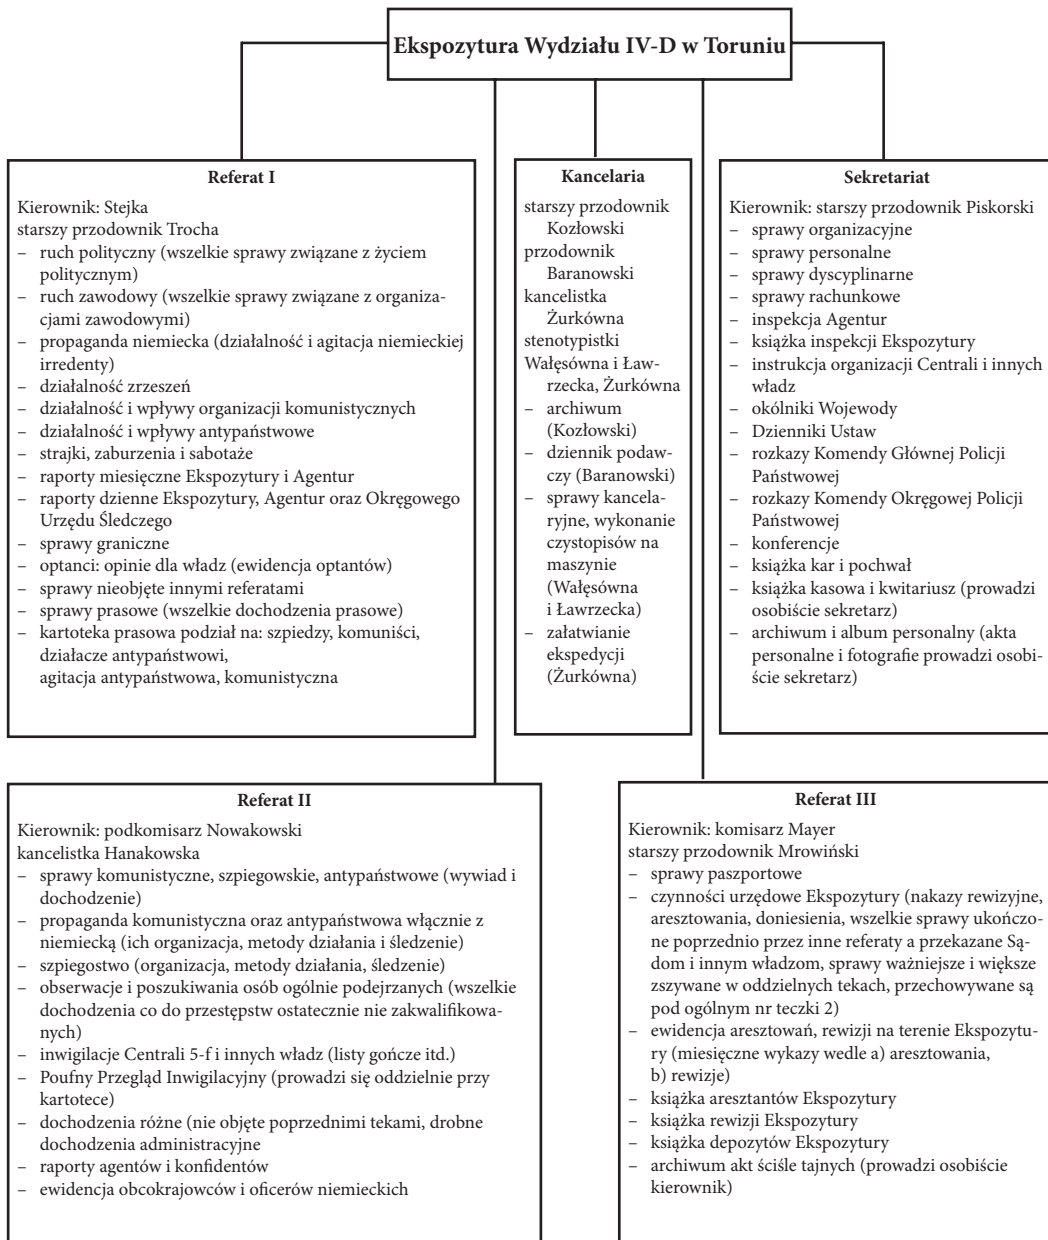 Ekspozytura Wydziału IV-D w Toruniu
Referat I
Kierownik: Stejka
starszy przodownik Trocha
– ruch polityczny (wszelkie sprawy związane z życiem
politycznym)
– ruch zawodowy (wszelkie sprawy związane z organiza-
cjami zawodowymi)
– propaganda niemiecka (działalność i agitacja niemieckiej
irredenty)
– działalność zrzeszeń
– działalność i wpływy organizacji komunistycznych
– działalność i wpływy antypaństwowe
– strajki, zaburzenia i sabotaże
– raporty miesięczne Ekspozytury i Agentur
– raporty dzienne Ekspozytury, Agentur oraz Okręgowego
Urzędu Śledczego
– sprawy graniczne
– optanci: opinie dla władz (ewidencja optantów)
– sprawy nieobjęte innymi referatami
– sprawy prasowe (wszelkie dochodzenia prasowe)
– kartoteka prasowa podział na: szpiedzy, komuniści,
działacze antypaństwowi,
agitacja antypaństwowa, komunistyczna
Kancelaria
starszy przodownik
Kozłowski
przodownik
Baranowski
kancelistka
Żurkówna
stenotypistki
Wałęsówna i Ław-
rzecka, Żurkówna
– archiwum
(Kozłowski)
– dziennik podaw-
czy (Baranowski)
– sprawy kancela-
ryjne, wykonanie
czystopisów na
maszynie
(Wałęsówna
i Ławrzecka)
– załatwianie
ekspedycji
(Żurkówna)
Sekretariat
Kierownik: starszy przodownik Piskorski
– sprawy organizacyjne
– sprawy personalne
– sprawy dyscyplinarne
– sprawy rachunkowe
– inspekcja Agentur
– książka inspekcji Ekspozytury
– instrukcja organizacji Centrali i innych
władz
– okólniki Wojewody
– Dzienniki Ustaw
– rozkazy Komendy Głównej Policji
Państwowej
– rozkazy Komendy Okręgowej Policji
Państwowej
– konferencje
– książka kar i pochwał
– książka kasowa i kwitariusz (prowadzi
osobiście sekretarz)
– archiwum i album personalny (akta
personalne i fotografie prowadzi osobi-
ście sekretarz)
Referat II
Kierownik: podkomisarz Nowakowski
kancelistka Hanakowska
– sprawy komunistyczne, szpiegowskie, antypaństwowe (wywiad i
dochodzenie)
– propaganda komunistyczna oraz antypaństwowa włącznie z
niemiecką (ich organizacja, metody działania i śledzenie)
– szpiegostwo (organizacja, metody działania, śledzenie)
– obserwacje i poszukiwania osób ogólnie podejrzanych (wszelkie
dochodzenia co do przestępstw ostatecznie nie zakwalifikowa-
nych)
– inwigilacje Centrali 5-f i innych władz (listy gończe itd.)
– Poufny Przegląd Inwigilacyjny (prowadzi się oddzielnie przy
kartotece)
– dochodzenia różne (nie objęte poprzednimi tekami, drobne
dochodzenia administracyjne
– raporty agentów i konfidentów
– ewidencja obcokrajowców i oficerów niemieckich
Referat III
Kierownik: komisarz Mayer
starszy przodownik Mrowiński
– sprawy paszportowe
– czynności urzędowe Ekspozytury (nakazy rewizyjne,
aresztowania, doniesienia, wszelkie sprawy ukończo-
ne poprzednio przez inne referaty a przekazane Są-
dom i innym władzom, sprawy ważniejsze i większe
zszywane w oddzielnych tekach, przechowywane są
pod ogólnym nr teczki 2)
– ewidencja aresztowań, rewizji na terenie Ekspozytu-
ry (miesięczne wykazy wedle a) aresztowania,
b) rewizje)
– książka aresztantów Ekspozytury
– książka rewizji Ekspozytury
– książka depozytów Ekspozytury
– archiwum akt ściśle tajnych (prowadzi osobiście
kierownik)